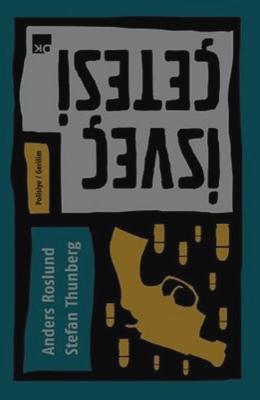 DK
İSVEÇ
ÇETESİ
Polisiye / Gerilim
Anders Roslund
Stefan Thunberg